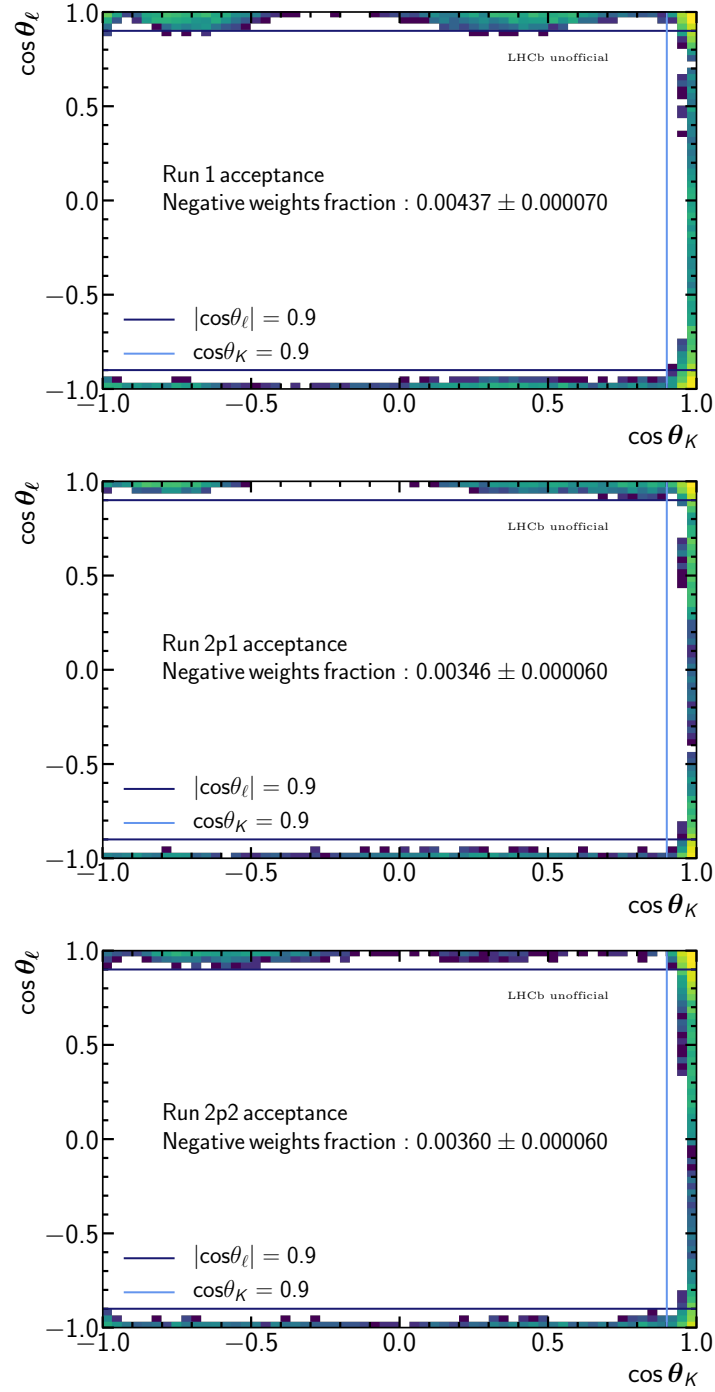 cos θℓ
1.0
LHCb unofficial
0.5
Run 1 acceptance
0.0
Negative weights fraction : 0.00437 ± 0.000070
−0.5
|cosθℓ| = 0.9
cosθK = 0.9
−1.0
−1.0 −0.5 0.0 0.5 1.0
cos θK
cos θℓ
1.0
LHCb unofficial
0.5
Run 2p1 acceptance
0.0
Negative weights fraction : 0.00346 ± 0.000060
−0.5
|cosθℓ| = 0.9
cosθK = 0.9
−1.0
−1.0 −0.5 0.0 0.5 1.0
cos θK
cos θℓ
1.0
LHCb unofficial
0.5
Run 2p2 acceptance
0.0
Negative weights fraction : 0.00360 ± 0.000060
−0.5
|cosθℓ| = 0.9
cosθK = 0.9
−1.0
−1.0 −0.5 0.0 0.5 1.0
cos θK